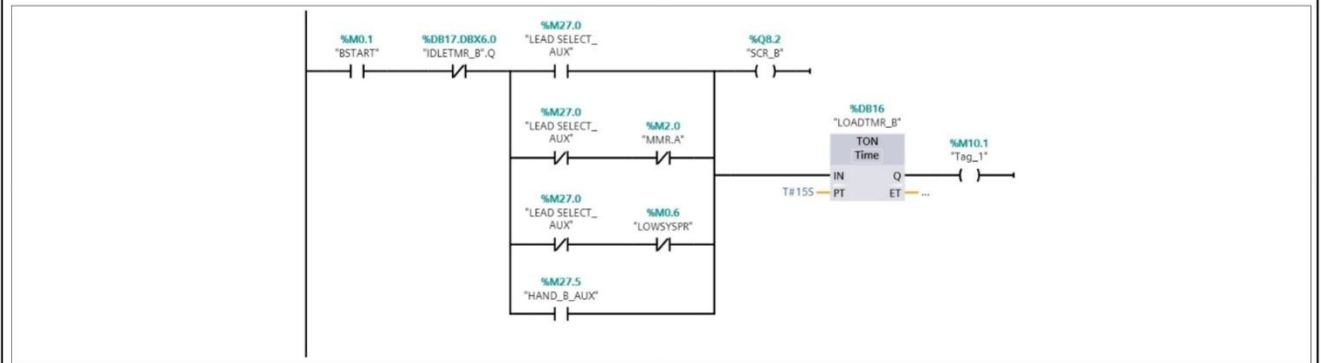 %M0.1
"BSTART"
%DB17.DBX6.0
"IDLETMR_B".Q
%M27.0
"LEAD SELECT_
AUX"
%Q8.2
"SCR_B"
%M27.0
"LEAD SELECT_
AUX"
%M2.0
"MMR.A"
%DB16
"LOADTMR_B"
TON
Time
IN
Q
T#15S
PT
ET
...
%M10.1
"Tag_1"
%M27.0
"LEAD SELECT_
AUX"
%M0.6
"LOWSYSPR"
%M27.5
"HAND_B_AUX"